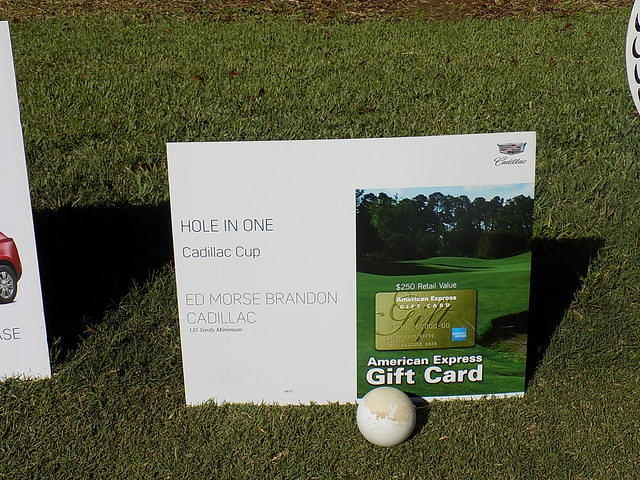 Cadillac
HOLE IN ONE
Cadillac Cup
ED MORSE BRANDON
CADILLAC
135 Yards Minimum
$250 Retail Value
American Express
GIFT CARD
American Express
Gift Card
ASE